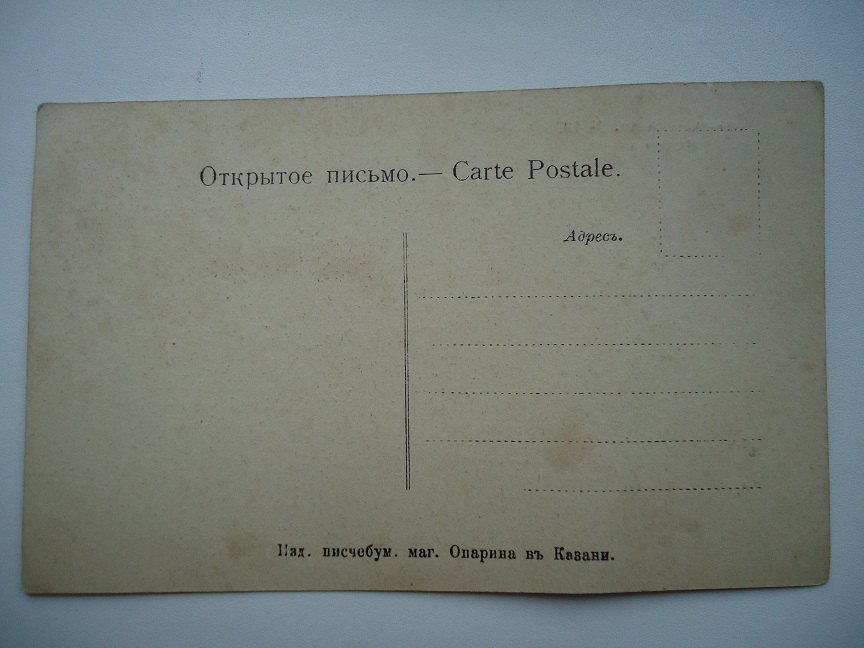 Открытое письмо.— Carte Postale.
Адресъ.
Изд. писчебум. маг. Опарина въ Казани.